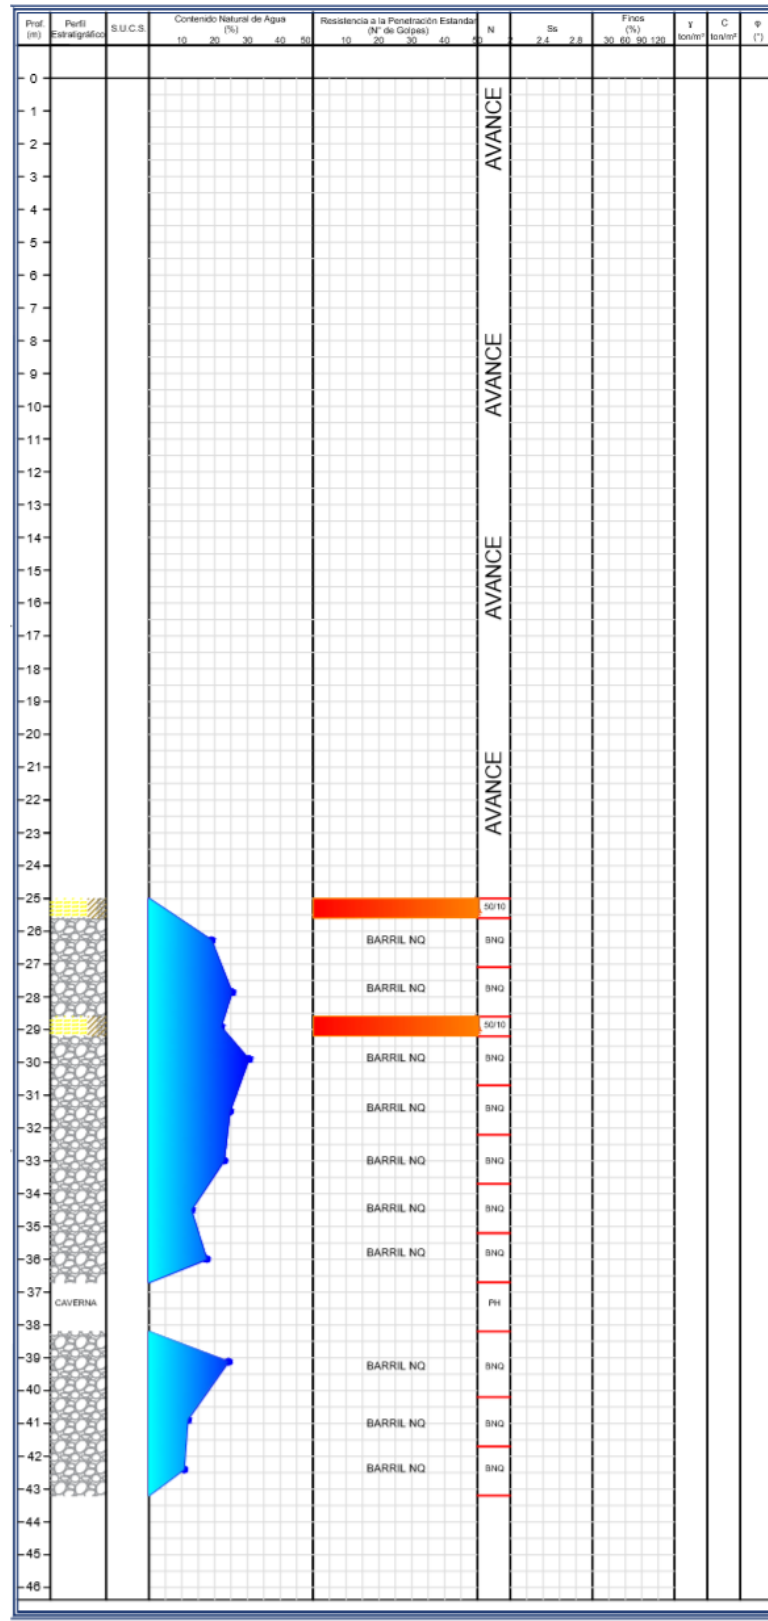 Prof. (m)
Perfil Estratigráfico
S.U.C.S.
Contenido Natural de Agua
(%)
10 20 30 40 50
Resistencia a la Penetración Estandar
(N° de Golpes)
10 20 30 40 50
N
Ss
2 2.4 2.8
Finos
(%)
30 60 90 120
γ
ton/m³
C
ton/m²
φ
(°)
0
AVANCE
1
2
3
4
5
6
7
8
AVANCE
9
10
11
12
13
14
AVANCE
15
16
17
18
19
20
21
AVANCE
22
23
24
25
50/10
26 BARRIL NQ BNQ
27
28 BARRIL NQ BNQ
29 50/10
30 BARRIL NQ BNQ
31
BARRIL NQ BNQ
32
33 BARRIL NQ BNQ
34
BARRIL NQ BNQ
35
36 BARRIL NQ BNQ
37
CAVERNA PH
38
39 BARRIL NQ BNQ
40
41 BARRIL NQ BNQ
42 BARRIL NQ BNQ
43
44
45
46